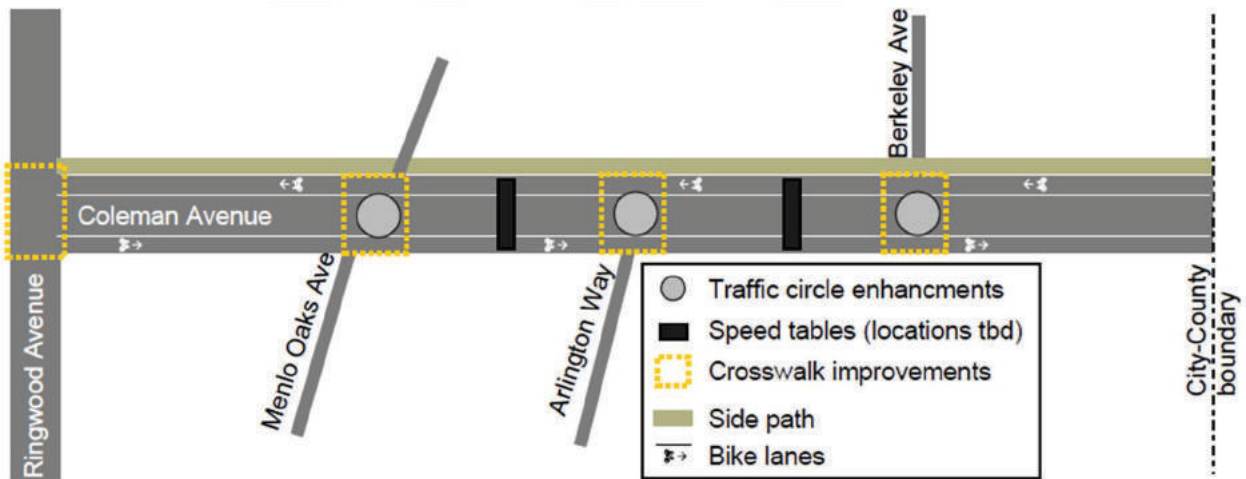 Berkeley Ave
Coleman Avenue
Ringwood Avenue
Menlo Oaks Ave
Arlington Way
City-County
boundary
Traffic circle enhancments
Speed tables (locations tbd)
Crosswalk improvements
Side path
Bike lanes